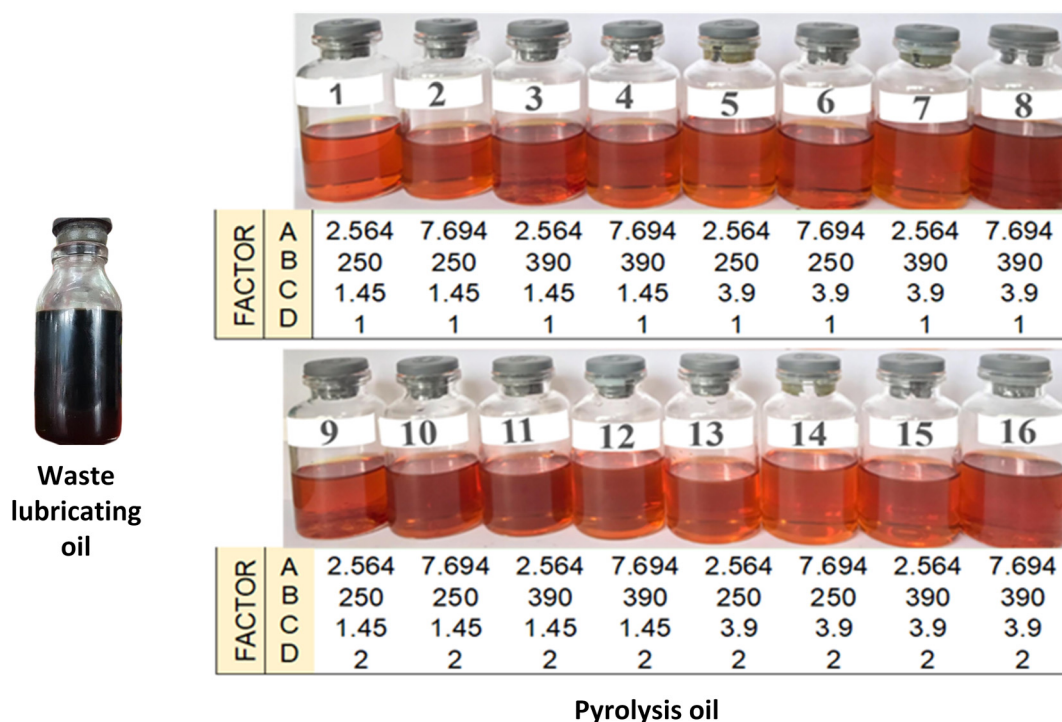 1 2 3 4 5 6 7 8
FACTOR
A 2.564 7.694 2.564 7.694 2.564 7.694 2.564 7.694
B 250 250 390 390 250 250 390 390
C 1.45 1.45 1.45 1.45 3.9 3.9 3.9 3.9
D 1 1 1 1 1 1 1 1
9 10 11 12 13 14 15 16
FACTOR
A 2.564 7.694 2.564 7.694 2.564 7.694 2.564 7.694
B 250 250 390 390 250 250 390 390
C 1.45 1.45 1.45 1.45 3.9 3.9 3.9 3.9
D 2 2 2 2 2 2 2 2
Waste
lubricating
oil
Pyrolysis oil